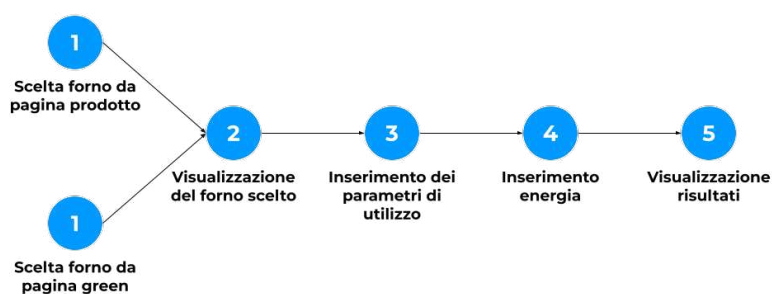 1
Scelta forno da
pagina prodotto
1
Scelta forno da
pagina green
2
Visualizzazione
del forno scelto
3
Inserimento dei
parametri di
utilizzo
4
Inserimento
energia
5
Visualizzazione
risultati